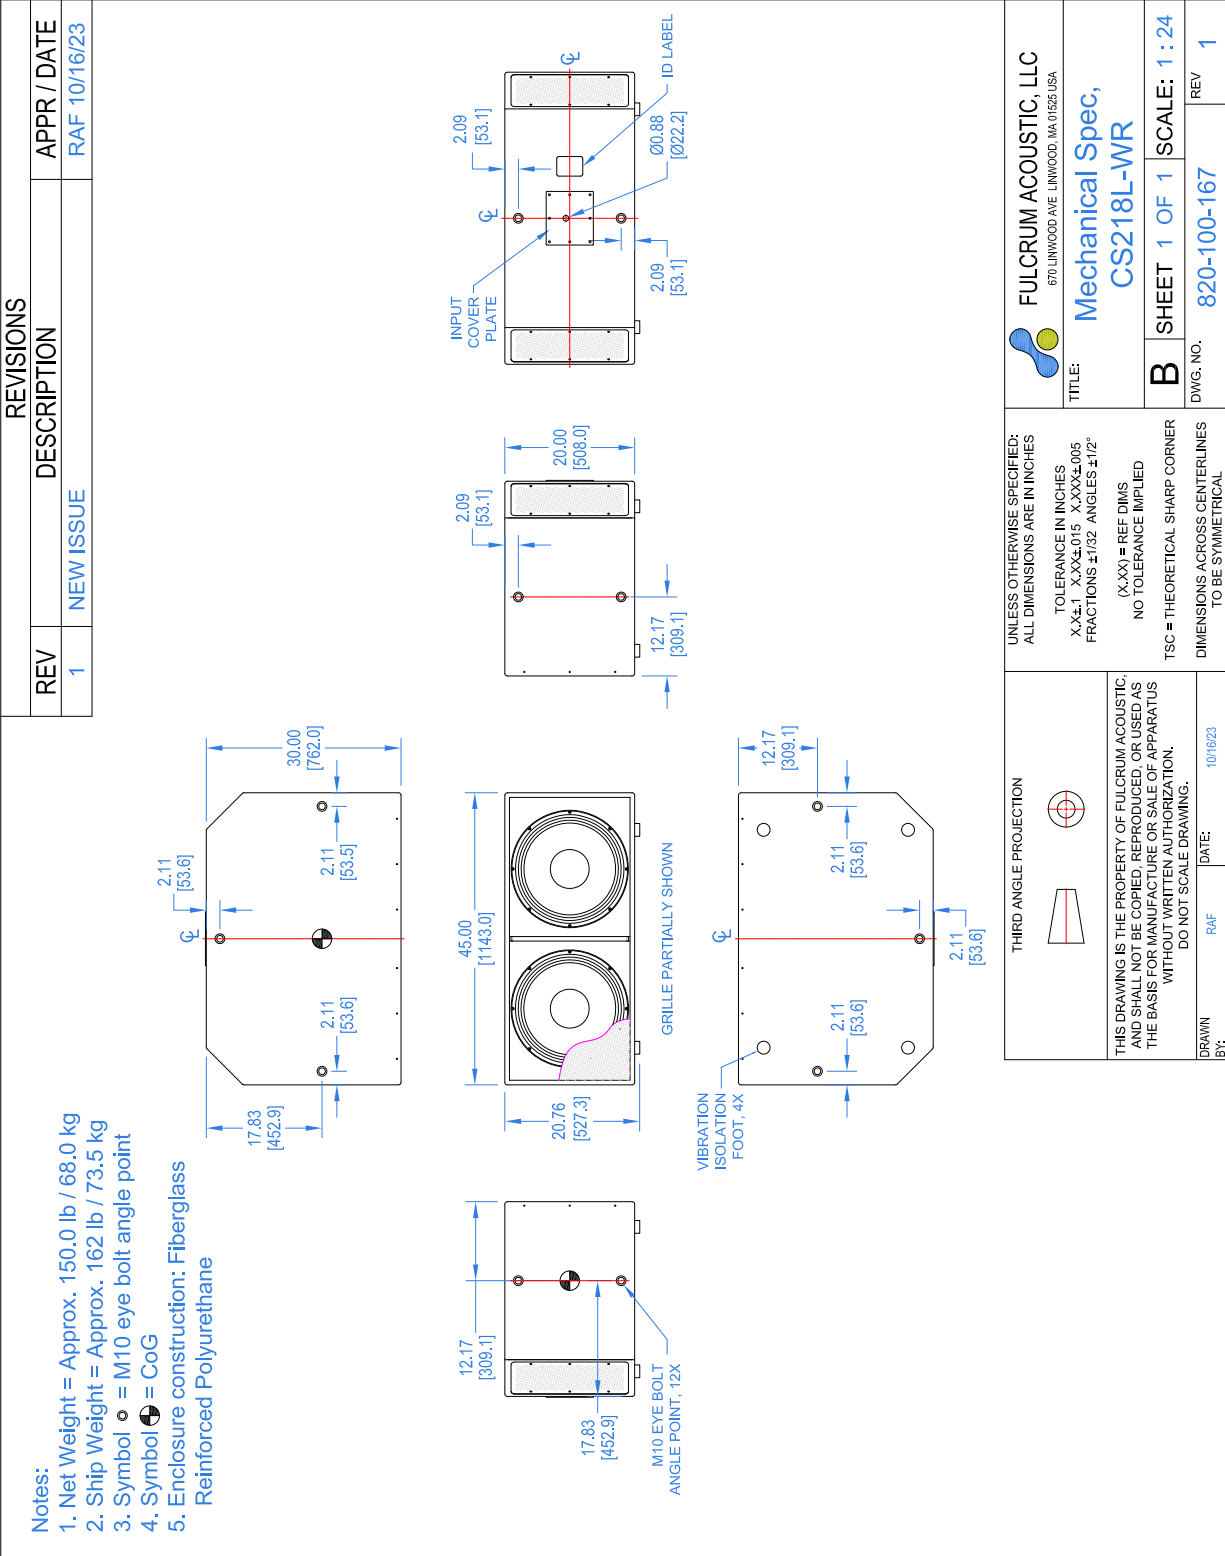 Notes:
1. Net Weight = Approx. 150.0 lb / 68.0 kg
2. Ship Weight = Approx. 162 lb / 73.5 kg
3. Symbol = M10 eye bolt angle point
4. Symbol = CoG
5. Enclosure construction: Fiberglass
Reinforced Polyurethane
REVISIONS
REV
DESCRIPTION
APPR / DATE
1
NEW ISSUE
RAF 10/16/23
17.83
[452.9]
2.11
[53.6]
2.11
[53.6]
2.11
[53.5]
30.00
[762.0]
℄
12.17
[309.1]
17.83
[452.9]
M10 EYE BOLT
ANGLE POINT, 12X
45.00
[1143.0]
20.76
[527.3]
GRILLE PARTIALLY SHOWN
2.09
[53.1]
20.00
[508.0]
12.17
[309.1]
INPUT
COVER
PLATE
℄
2.09
[53.1]
℄
ID LABEL
Ø0.88
[Ø22.2]
2.09
[53.1]
VIBRATION
ISOLATION
FOOT, 4X
℄
2.11
[53.6]
2.11
[53.6]
2.11
[53.6]
12.17
[309.1]
THIRD ANGLE PROJECTION
THIS DRAWING IS THE PROPERTY OF FULCRUM ACOUSTIC,
AND SHALL NOT BE COPIED, REPRODUCED, OR USED AS
THE BASIS FOR MANUFACTURE OR SALE OF APPARATUS
WITHOUT WRITTEN AUTHORIZATION.
DO NOT SCALE DRAWING.
DRAWN
BY:
RAF
DATE:
10/16/23
UNLESS OTHERWISE SPECIFIED:
ALL DIMENSIONS ARE IN INCHES
TOLERANCE IN INCHES
X.X±.1 X.XX±.015 X.XXX±.005
FRACTIONS ±1/32 ANGLES ±1/2°
(X.XX) = REF DIMS
NO TOLERANCE IMPLIED
TSC = THEORETICAL SHARP CORNER
DIMENSIONS ACROSS CENTERLINES
TO BE SYMMETRICAL
FULCRUM ACOUSTIC, LLC
670 LINWOOD AVE LINWOOD, MA 01525 USA
TITLE:
Mechanical Spec,
CS218L-WR
B
SHEET 1 OF 1
SCALE: 1 : 24
DWG. NO.
820-100-167
REV
1